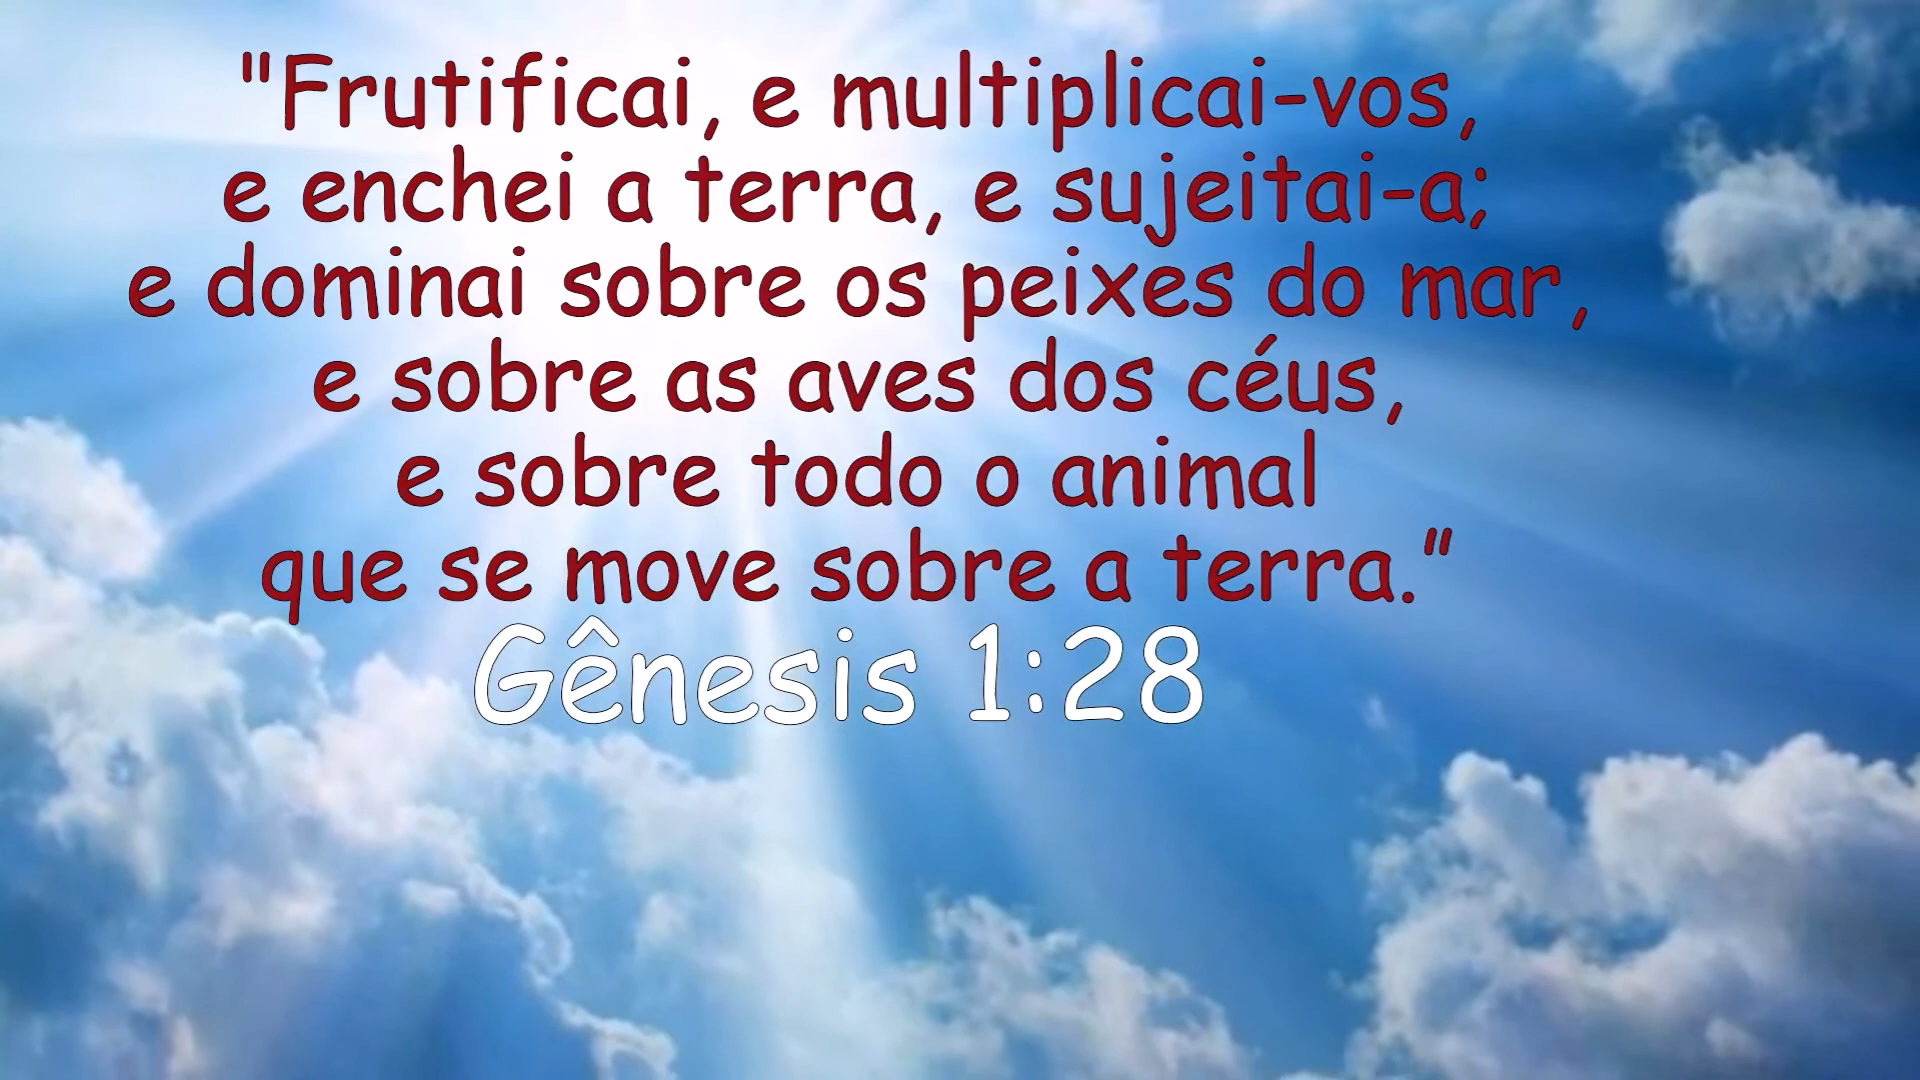 "Frutificai, e multiplicai-vos,
e enchei a terra, e sujeitai-a;
e dominai sobre os peixes do mar,
e sobre as aves dos céus,
e sobre todo o animal
que se move sobre a terra.”
Gênesis 1:28